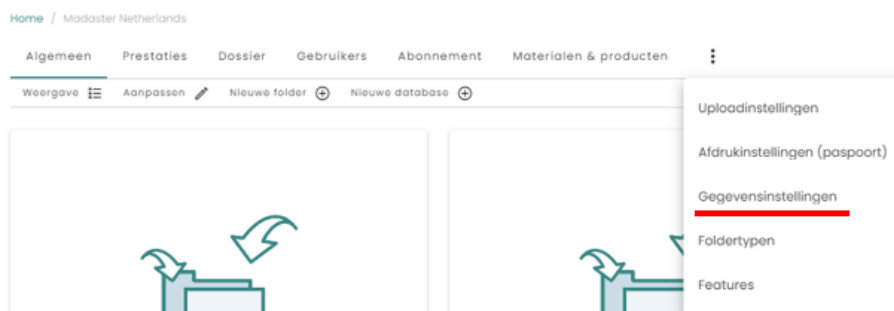 Home / Madaster Netherlands
Algemeen Prestaties Dossier Gebruikers Abonnement Materialen & producten
Weergave Aanpassen Nieuwe folder Nieuwe database
Uploadinstellingen
Afdrukinstellingen (paspoort)
Gegevensinstellingen
Foldertypen
Features